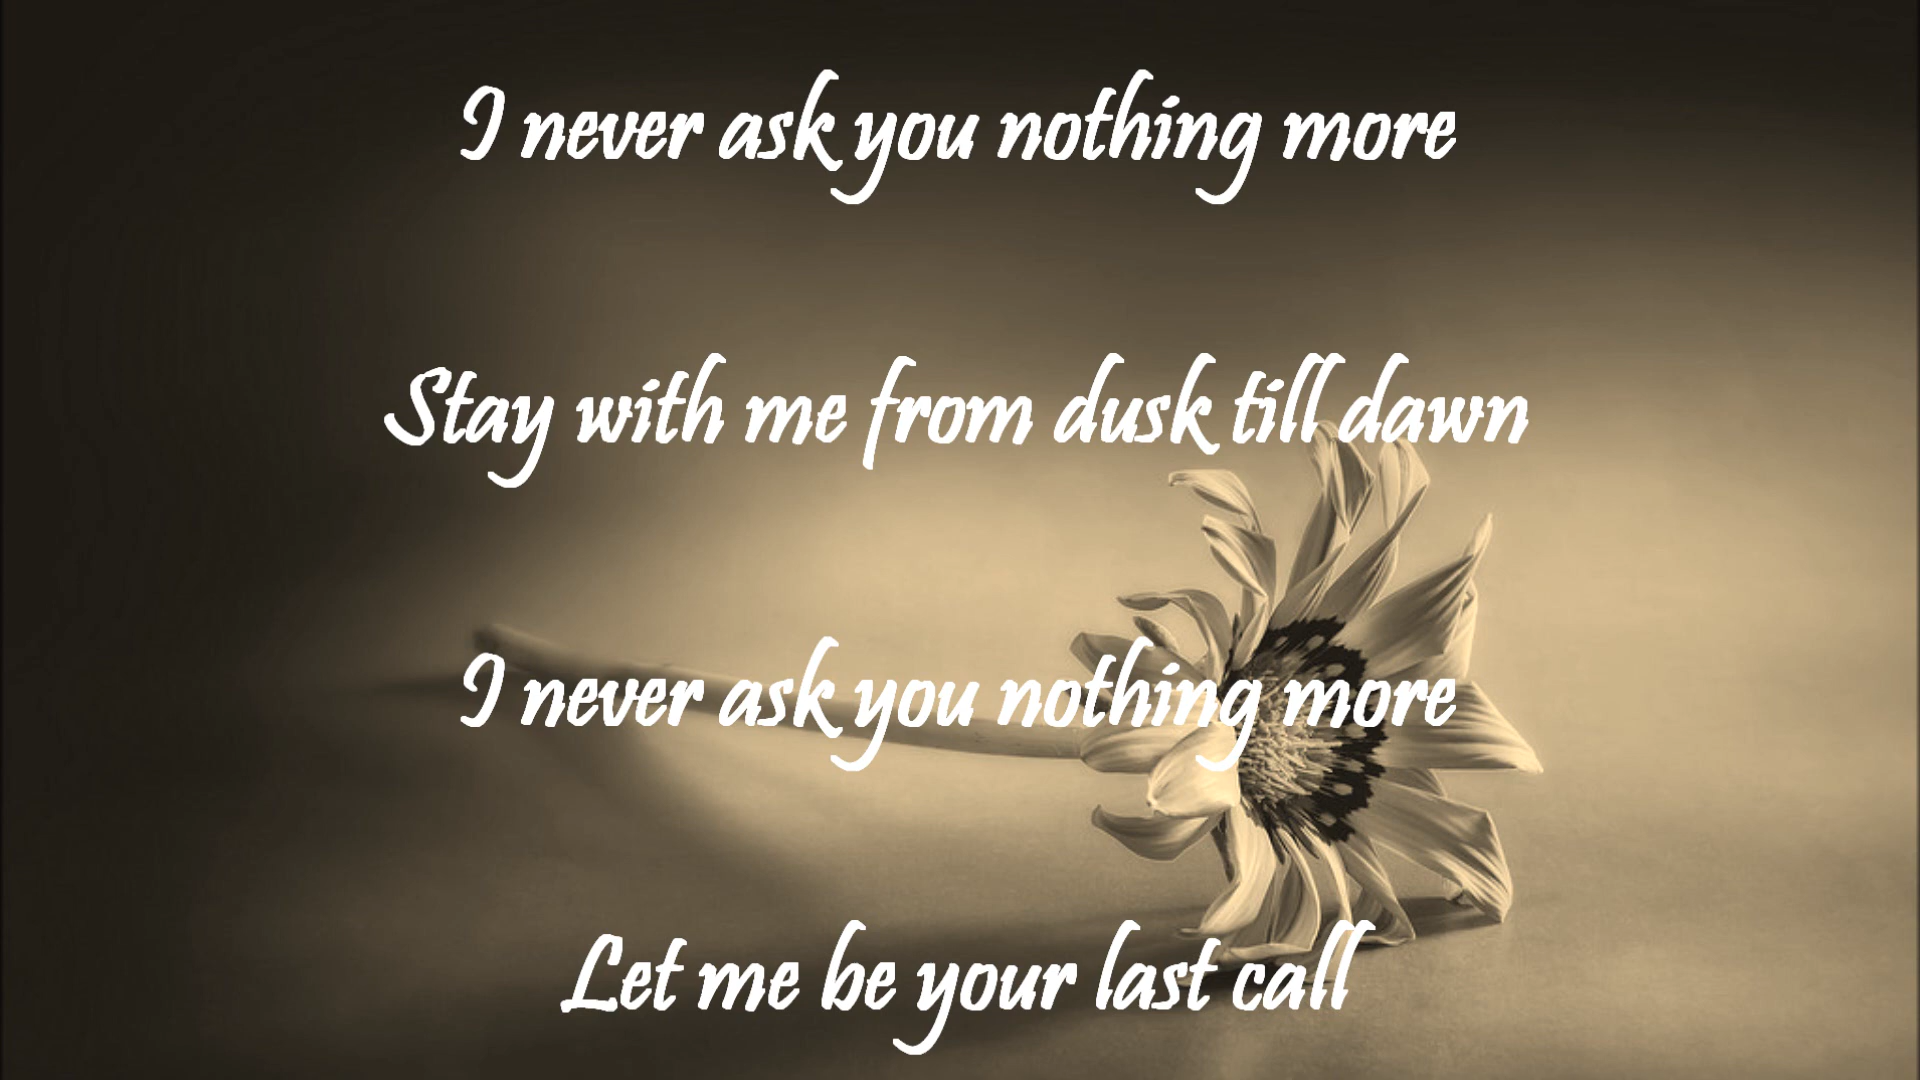 I never ask you nothing more
Stay with me from dusk till dawn
I never ask you nothing more
Let me be your last call